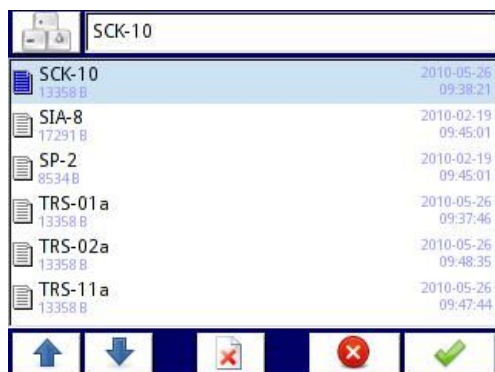 SCK-10
SCK-10 2010-05-26
13358 B 09:38:21
SIA-8 2010-02-19
17291 B 09:45:01
SP-2 2010-02-19
8534 B 09:45:01
TRS-01a 2010-05-26
13358 B 09:37:46
TRS-02a 2010-05-26
13358 B 09:48:35
TRS-11a 2010-05-26
13358 B 09:47:44